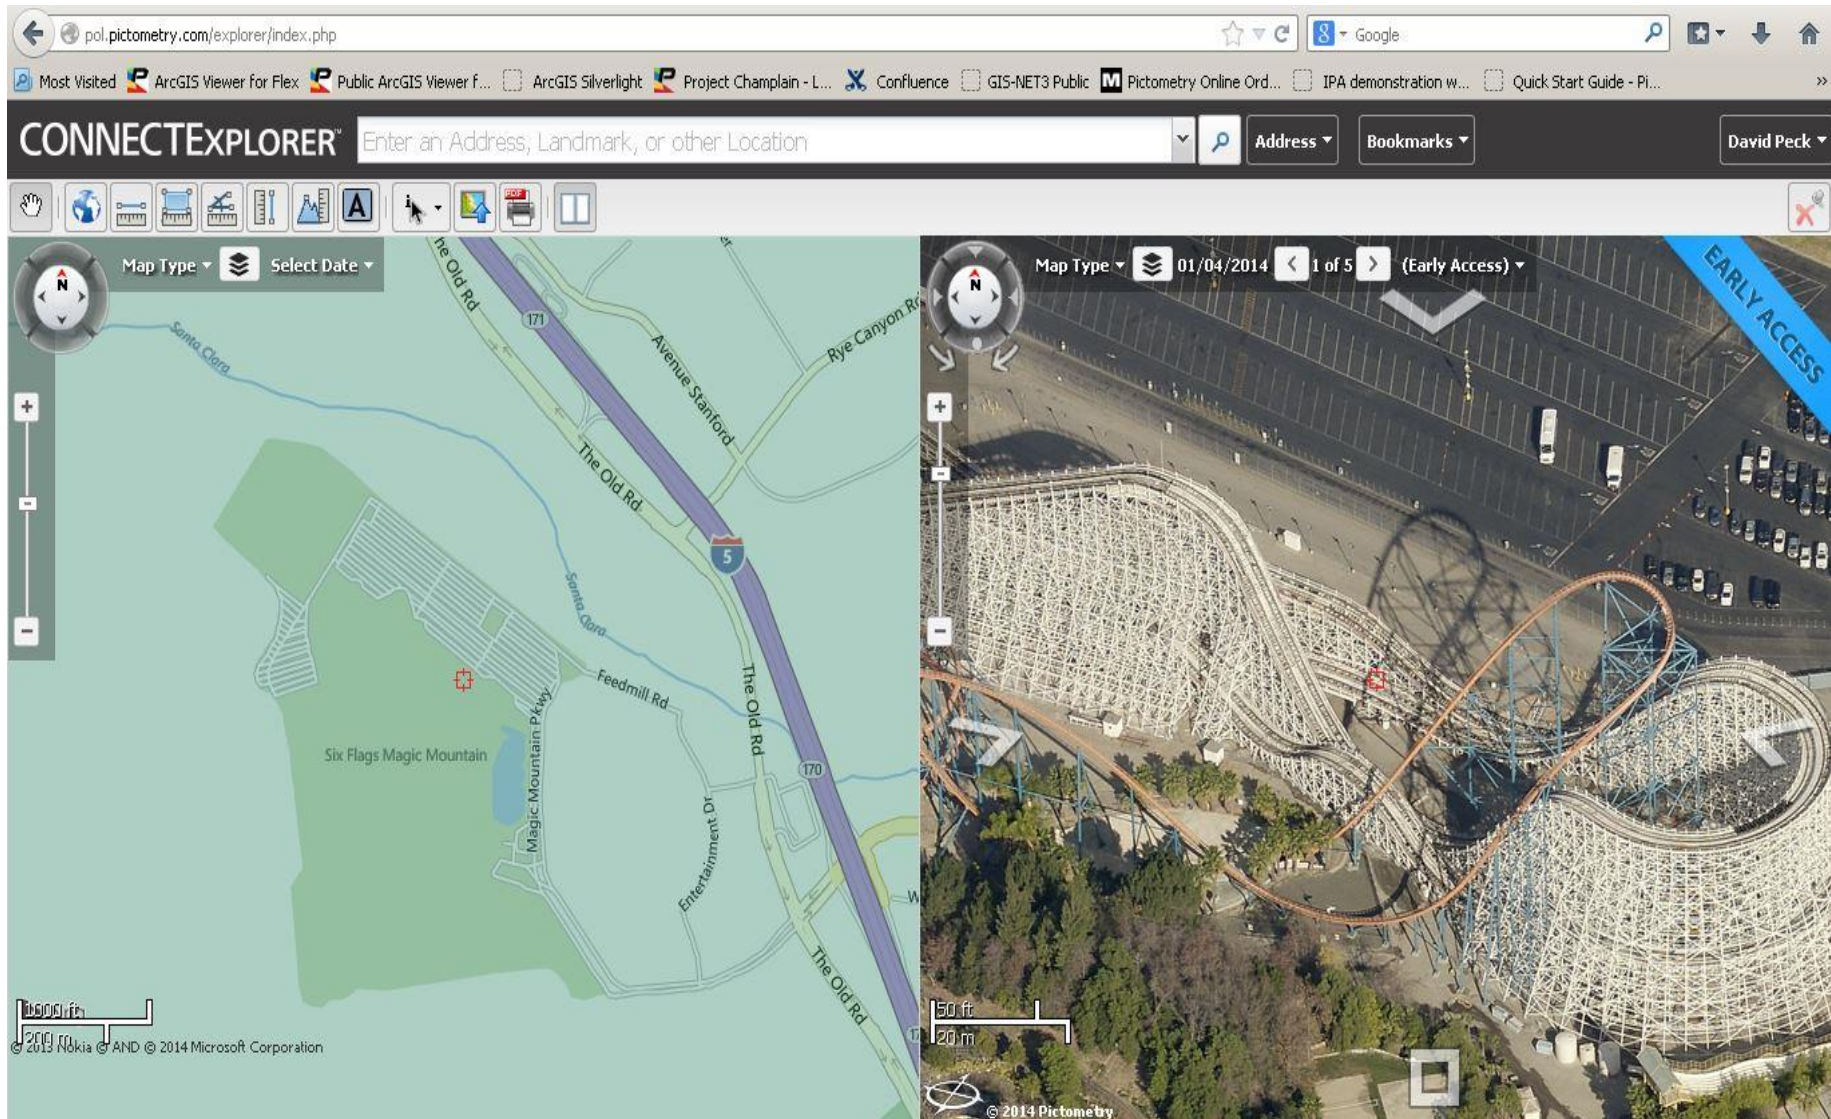 pol.pictometry.com/explorer/index.php
Google
Most Visited ArcGIS Viewer for Flex Public ArcGIS Viewer f... ArcGIS Silverlight Project Champlain - L... Confluence GIS-NET3 Public Pictometry Online Ord... IPA demonstration w... Quick Start Guide - Pi...
CONNECTEXPLORER™ Enter an Address, Landmark, or other Location Address Bookmarks David Peck
PDF
A
Map Type Select Date
N
The Old Rd
171
Santa Clara
Avenue Stanford
Rye Canyon Rd
The Old Rd
5
Santa Clara
Feedmill Rd
The Old Rd
Magic Mountain Pkwy
Six Flags Magic Mountain
170
Entertainment Dr
The Old Rd
200 m
© 2013 Nokia © AND © 2014 Microsoft Corporation
Map Type 01/04/2014 1 of 5 (Early Access)
N
EARLY ACCESS
50 ft
20 m
© 2014 Pictometry